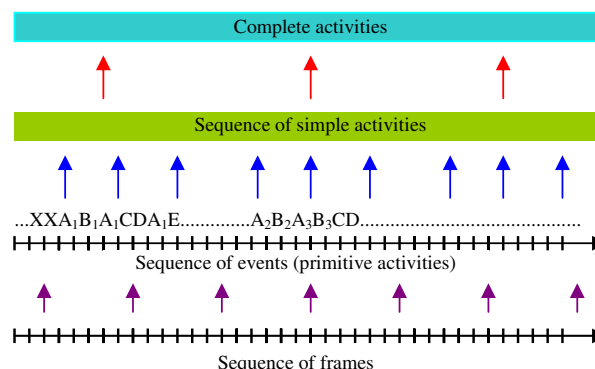 Complete activities
Sequence of simple activities
...XXA₁B₁A₁CDA₁E..............A₂B₂A₃B₃CD............................................
Sequence of events (primitive activities)
Sequence of frames